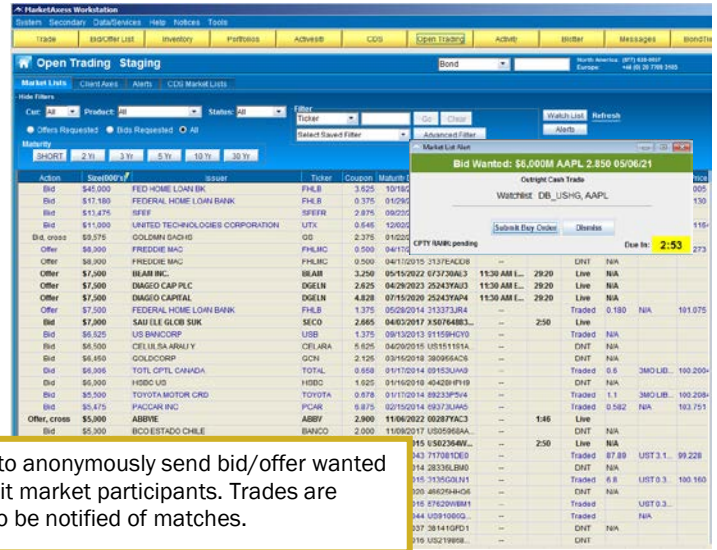 MarketAxess Workstation
System Secondary Data/Services Help Notices Tools
Trade Bid/Offer List Inventory Portfolios ActivesIt CDS Open Trading Activity Blotter Messages
Open Trading Staging Bond North America: Europe:
Market Lists Client Axes Alerts CDS Market Lists
Hide Filters
Cur: All Product: All Status: All Filter Ticker Go Clear Watch List Refresh
Offers Requested Bids Requested All Select Saved Filter Advanced Filter Alerts
Maturity
SHORT 2 Yr 3 Yr 5 Yr 10 Yr 30 Yr
Market List Alert
Bid Wanted: $6,000M AAPL 2.850 05/06/21
Outright Cash Trade
Watchlist: DB_USHG, AAPL
Submit Buy Order Dismiss
CPTY RANK: pending Due In: 2:53
Action Size(000's) Issuer Ticker Coupon Maturity
Bid $45,000 FED HOME LOAN BK FHLB 3.625
Bid $17,180 FEDERAL HOME LOAN BANK FHLB 0.375
Bid $13,475 SFEF SFEFR 2.875
Bid $11,000 UNITED TECHNOLOGIES CORPORATION UTX
Bid, cross $9,575 GOLDMN SACHS GS 2.375
Offer $8,000 FREDDIE MAC FHLMC 0.500
Offer $8,000 FREDDIE MAC FHLMC 0.500 04/17/2015 3137EADD8 -- DNT N/A
Offer $7,500 BEAM INC. BEAM 3.250 05/15/2022 073730AE3 11:30 AM E... 29:20 Live N/A
Offer $7,500 DIAGEO CAP PLC DGELN 2.625 04/29/2023 25243YAU3 11:30 AM E... 29:20 Live N/A
Offer $7,500 DIAGEO CAPITAL DGELN 4.828 07/15/2020 25243YAP4 11:30 AM E... 29:20 Live N/A
Offer $7,500 FEDERAL HOME LOAN BANK FHLB 1.375 05/28/2014 313373JR4 -- Traded 0.180 N/A 101.075
Bid $7,000 SAU ELE GLOB SUK SECO 2.665 04/03/2017 -- 2:50 Live
Bid $6,525 US BANCORP USB 1.375 09/13/2013 91159HCY0 -- Traded N/A
Bid $6,500 CELULSA ARAU Y CELARA 5.625 04/20/2015 US151191A... -- DNT N/A
Bid $6,450 GOLDCORP GCN 2.125 03/15/2018 380956AC6 -- DNT N/A
Bid $6,006 TOTL CPTL CANADA TOTAL 0.658 01/17/2014 89153UAA9 -- Traded 0.6 3MO LIB...
Bid $6,000 HSBC US HSBC 1.625 01/16/2018 40428HPH9 -- DNT N/A
Bid $5,500 TOYOTA MOTOR CRD TOYOTA 0.678 01/17/2014 89233P5V4 -- Traded 1.1 3MO LIB...
Bid $5,475 PACCAR INC PCAR 6.875 02/15/2014 69373UAA5 -- Traded 0.582 N/A 103.751
Offer, cross $5,000 ABBVIE ABBV 2.900 11/06/2022 00287YAC3 -- 1:46 Live N/A
Bid $5,000 BCO ESTADO CHILE BANCO 2.000 11/09/2017 -- DNT N/A
-- 2:50 Live N/A
-- Traded 87.89 UST 3.1... 99.228
-- DNT N/A
-- Traded 6.8 UST 0.3... 100.160
-- DNT N/A
-- Traded UST 0.3...
-- Traded N/A
-- DNT N/A
-- DNT N/A
to anonymously send bid/offer wanted
it market participants. Trades are
o be notified of matches.